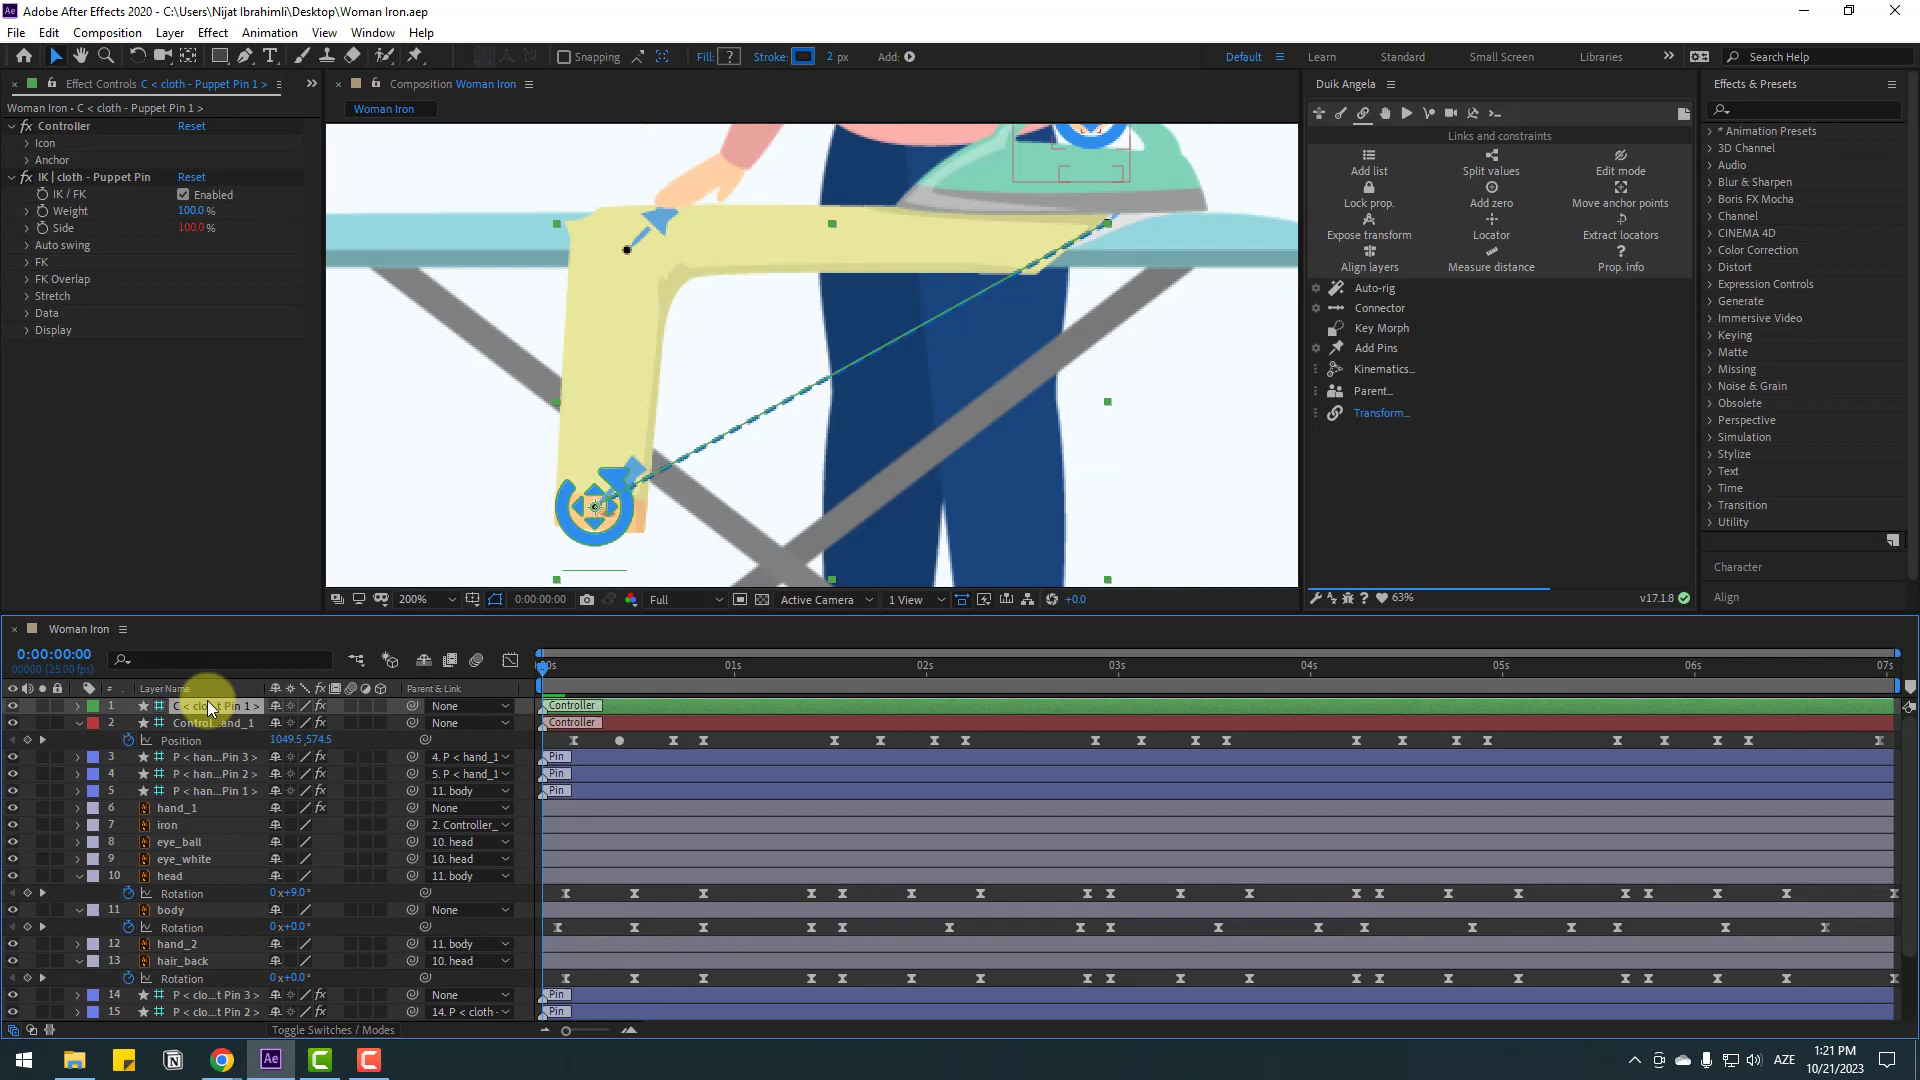 Adobe After Effects 2020 - C:\Users\Nijat Ibrahimli\Desktop\Woman Iron.aep
File Edit Composition Layer Effect Animation View Window Help
Snapping Fill: ? Stroke: 2 px Add: Default Learn Standard Small Screen Libraries Search Help
Effect Controls C < cloth - Puppet Pin 1 >
Woman Iron • C < cloth - Puppet Pin 1 >
fx Controller Reset
Icon
Anchor
fx IK | cloth - Puppet Pin Reset
IK / FK Enabled
Weight 100.0 %
Side 100.0 %
Auto swing
FK
FK Overlap
Stretch
Data
Display
Composition Woman Iron
Woman Iron
200% 0:00:00:00 Full Active Camera 1 View +0.0
Duik Angela
Links and constraints
Add list Split values Edit mode
Lock prop. Add zero Move anchor points
Expose transform Locator Extract locators
Align layers Measure distance Prop. info
Auto-rig
Connector
Key Morph
Add Pins
Kinematics...
Parent...
Transform...
63% v17.1.8
Effects & Presets
* Animation Presets
3D Channel
Audio
Blur & Sharpen
Boris FX Mocha
Channel
CINEMA 4D
Color Correction
Distort
Expression Controls
Generate
Immersive Video
Keying
Matte
Missing
Noise & Grain
Obsolete
Perspective
Simulation
Stylize
Text
Time
Transition
Utility
Character
Align
Woman Iron
0:00:00:00
00000 (25.00 fps)
01s 02s 03s 04s 05s 06s 07s
# Layer Name fx Parent & Link
1 None Controller
2 Control...and_1 None Controller
Position 1049.5,574.5
3 P < han...Pin 3 > 4. P < hand_1 Pin
4 P < han...Pin 2 > 5. P < hand_1 Pin
5 P < han...Pin 1 > 11. body Pin
6 hand_1 None
7 iron 2. Controller_
8 eye_ball 10. head
9 eye_white 10. head
10 head 11. body
Rotation 0x+9.0°
11 body None
Rotation 0x+0.0°
12 hand_2 11. body
13 hair_back 10. head
Rotation 0x+0.0°
14 P < clo...t Pin 3 > None Pin
15 P < clo...t Pin 2 > 14. P < cloth - Pin
Toggle Switches / Modes
AZE
1:21 PM
10/21/2023